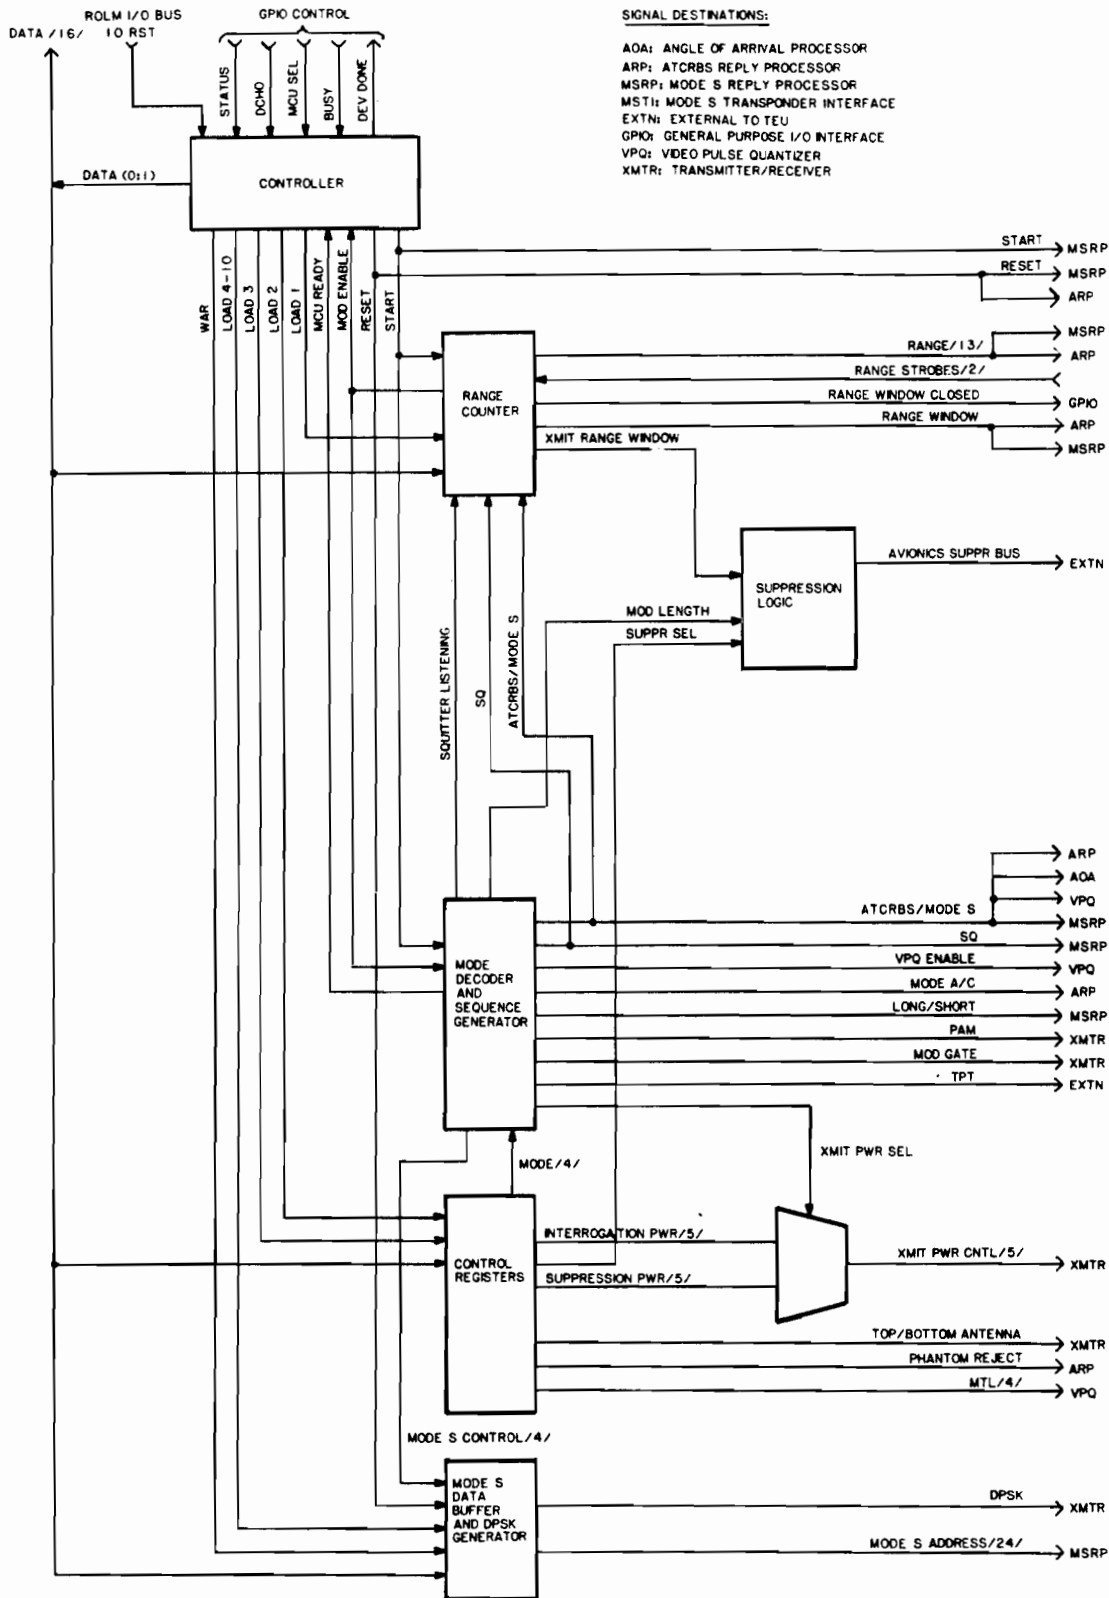 SIGNAL DESTINATIONS:
AOA: ANGLE OF ARRIVAL PROCESSOR
ARP: ATCRBS REPLY PROCESSOR
MSRP: MODE S REPLY PROCESSOR
MSTI: MODE S TRANSPONDER INTERFACE
EXTN: EXTERNAL TO TEU
GPIO: GENERAL PURPOSE I/O INTERFACE
VPQ: VIDEO PULSE QUANTIZER
XMTR: TRANSMITTER/RECEIVER
DATA /16/
ROLM I/O BUS
IO RST
GPIO CONTROL
STATUS
DCHO
MCU SEL
BUSY
DEV DONE
DATA (0:1)
CONTROLLER
WAR
LOAD 4-10
LOAD 3
LOAD 2
LOAD 1
MCU READY
MOD ENABLE
RESET
START
START
MSRP
RESET
MSRP
ARP
RANGE
COUNTER
MSRP
RANGE/13/
ARP
RANGE STROBES/2/
RANGE WINDOW CLOSED
GPIO
RANGE WINDOW
ARP
XMIT RANGE WINDOW
MSRP
SUPPRESSION
LOGIC
AVIONICS SUPPR BUS
EXTN
MOD LENGTH
SUPPR SEL
SQUITTER LISTENING
SQ
ATCRBS/MODE S
MODE
DECODER
AND
SEQUENCE
GENERATOR
ARP
AOA
VPQ
ATCRBS/MODE S
MSRP
SQ
MSRP
VPQ ENABLE
VPQ
MODE A/C
ARP
LONG/SHORT
MSRP
PAM
XMTR
MOD GATE
XMTR
TPT
EXTN
XMIT PWR SEL
MODE/4/
CONTROL
REGISTERS
INTERROGATION PWR/5/
SUPPRESSION PWR/5/
XMIT PWR CNTL/5/
XMTR
TOP/BOTTOM ANTENNA
XMTR
PHANTOM REJECT
ARP
MTL/4/
VPQ
MODE S CONTROL/4/
MODE S
DATA
BUFFER
AND DPSK
GENERATOR
DPSK
XMTR
MODE S ADDRESS/24/
MSRP